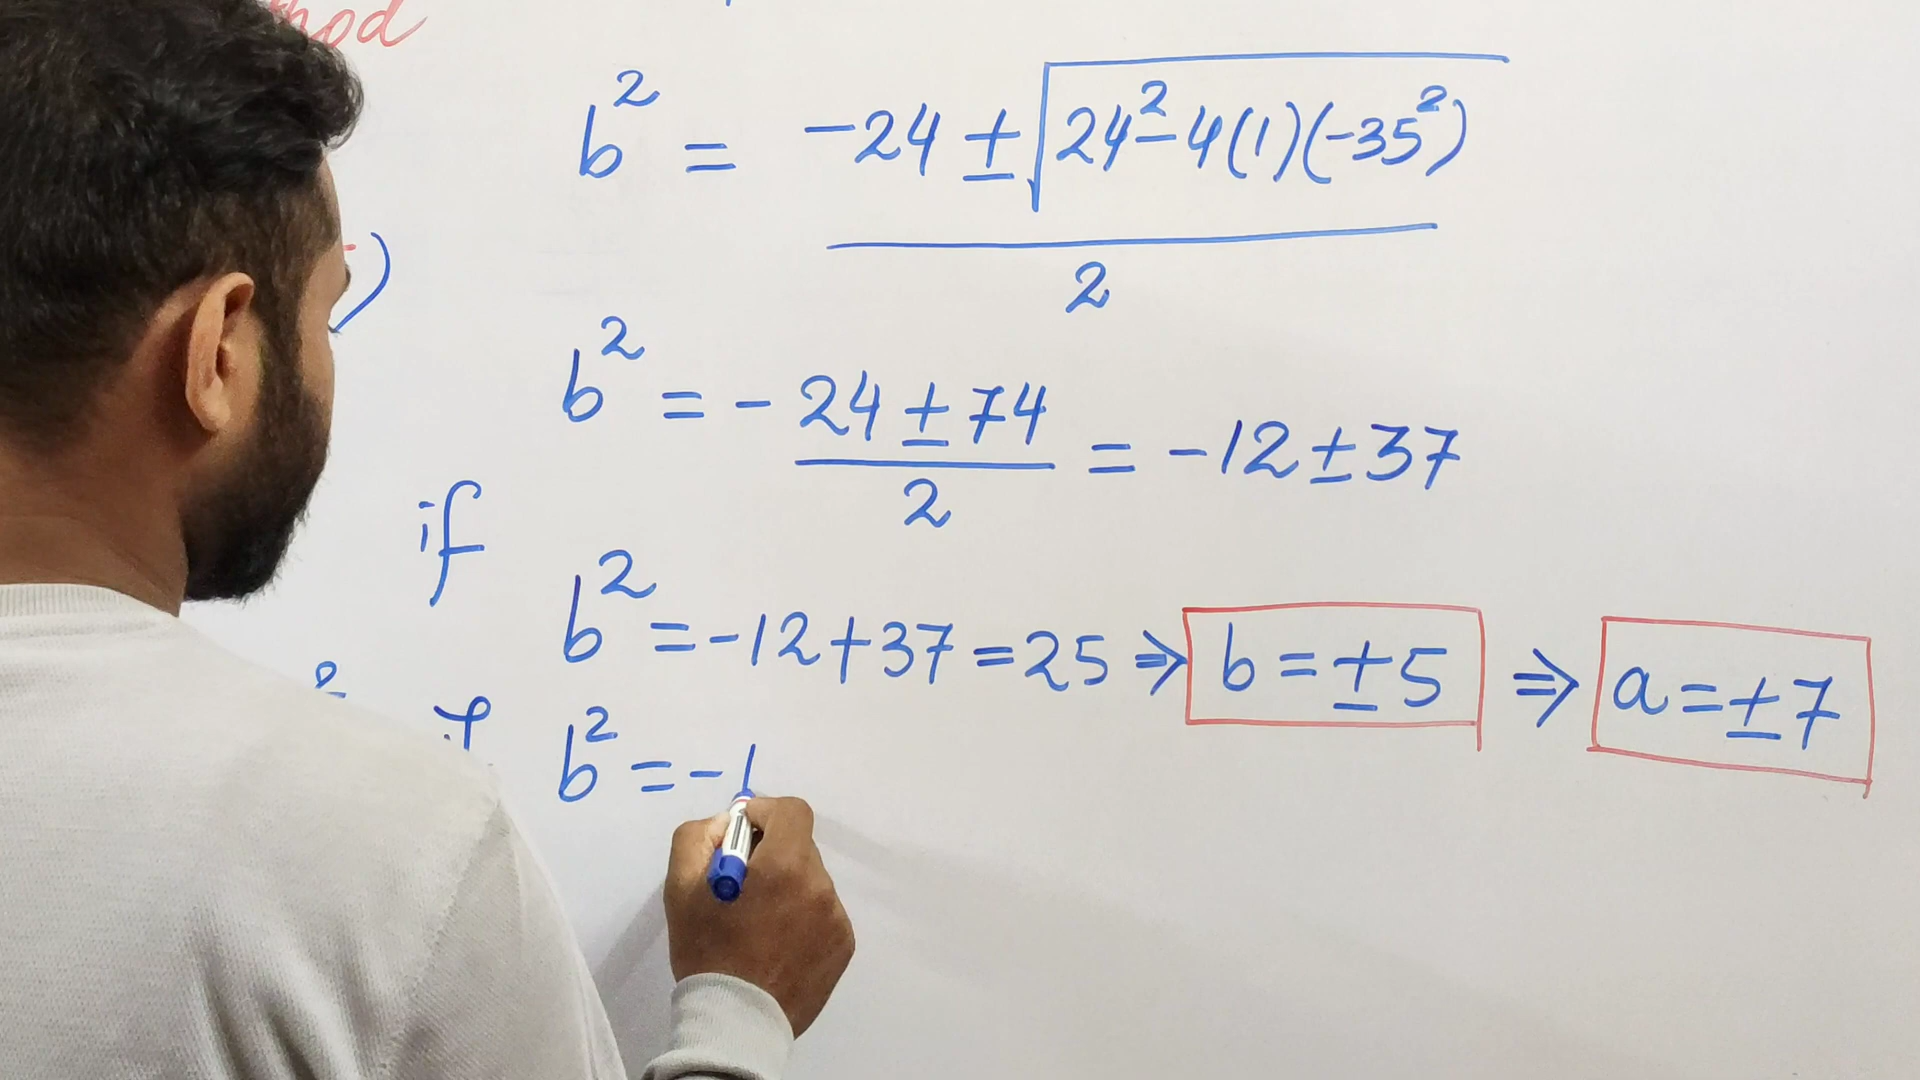 b² = (-24 ± √(24² - 4(1)(-35²))) / 2
b² = - (24 ± 74) / 2 = -12 ± 37
if
b² = -12 + 37 = 25 ⇒ b = ± 5 ⇒ a = ± 7
b² = -1